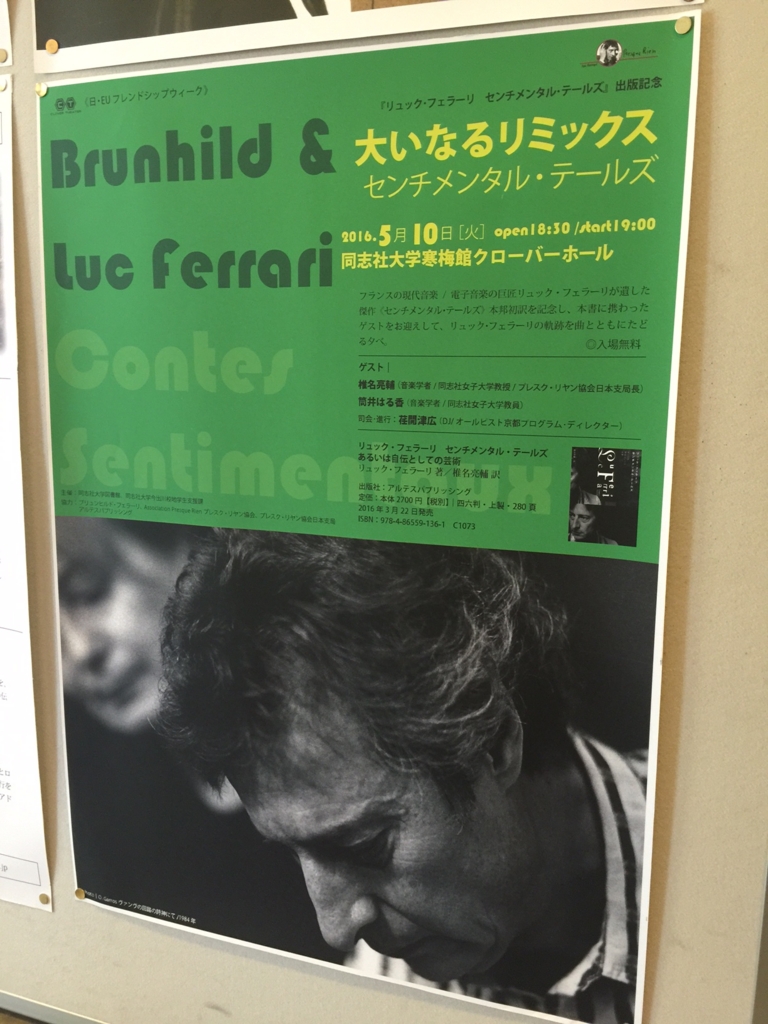 《日・EUフレンドシップウィーク》
『リュック・フェラーリ センチメンタル・テールズ』出版記念
Brunhild &
Luc Ferrari
Contes
Sentimentaux
大いなるリミックス
センチメンタル・テールズ
2016.5月10日[火] open18:30/start19:00
同志社大学寒梅館クローバーホール
フランスの現代音楽/電子音楽の巨匠リュック・フェラーリが遺した
傑作〈センチメンタル・テールズ〉本邦初訳を記念し、本書に携わった
ゲストをお迎えして、リュック・フェラーリの軌跡を曲とともにたど
る夕べ。
◎入場無料
ゲスト|
椎名亮輔(音楽学者/同志社女子大学教授/プレスク・リヤン協会日本支局長)
筒井はる香(音楽学者/同志社女子大学教員)
司会・進行:荏開津広(DJ/オールピスト京都プログラム・ディレクター)
リュック・フェラーリ センチメンタル・テールズ
あるいは自伝としての芸術
リュック・フェラーリ 著/椎名亮輔 訳
出版社:アルテスパブリッシング
定価:本体2700円[税別]|四六判・上製・280頁
2016年3月22日発売
ISBN:978-4-86559-136-1 C1073
アルテスパブリッシング